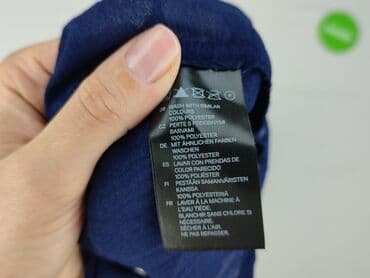 GB WASH WITH SIMILAR
COLOURS
100% POLYESTER
CZ PERTE S PODOBNÝMI
BARVAMI
100% POLYESTER
DE MIT ÄHNLICHEN FARBEN
WASCHEN
100% POLYESTER
ES LAVAR CON PRENDAS DE
COLOR PARECIDO
100% POLIÉSTER
FI PESTÄÄN SAMANVÄRISTEN
KANSSA
100% POLYESTERIÄ
FR LAVER À LA MACHINE À
L'EAU TIÈDE.
BLANCHIR SANS CHLORE SI
NÉCESSAIRE.
SÉCHER À L'AIR.
NE PAS REPASSER.